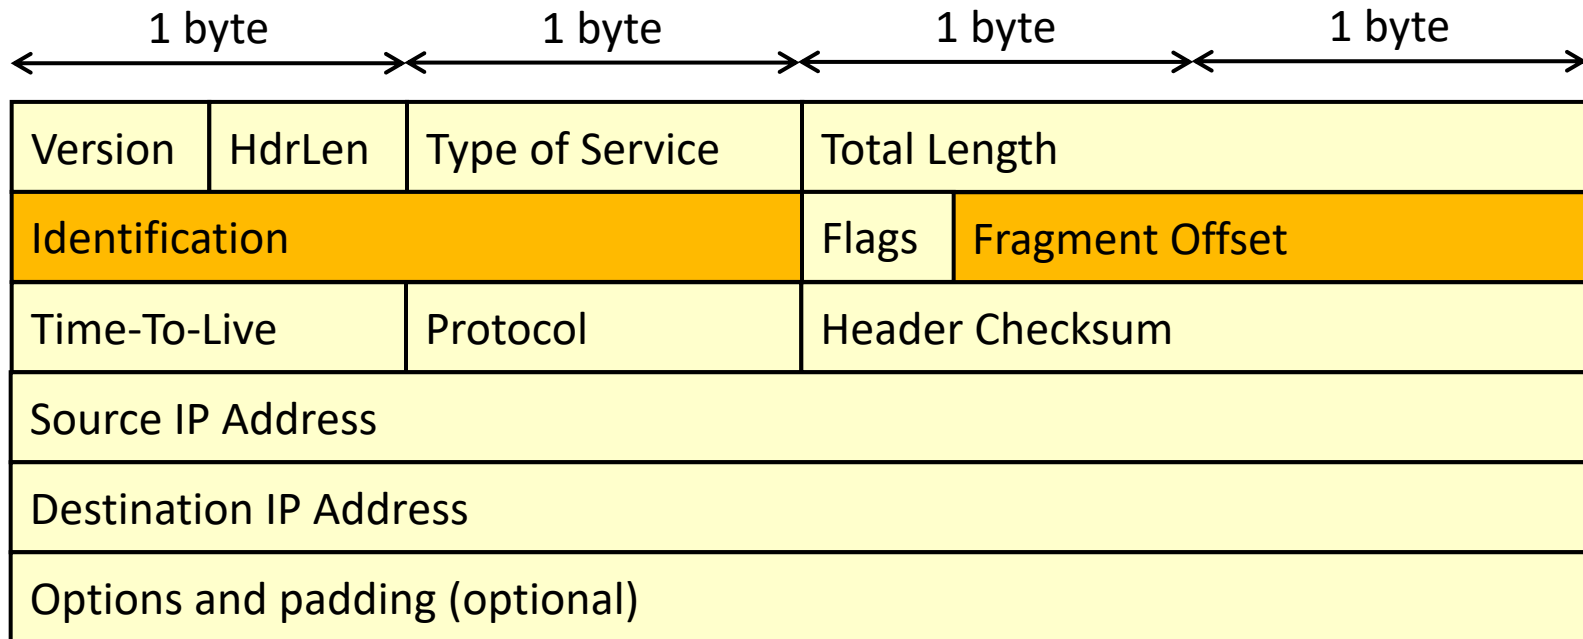 1 byte 1 byte 1 byte 1 byte
Version HdrLen Type of Service Total Length
Identification Flags Fragment Offset
Time-To-Live Protocol Header Checksum
Source IP Address
Destination IP Address
Options and padding (optional)